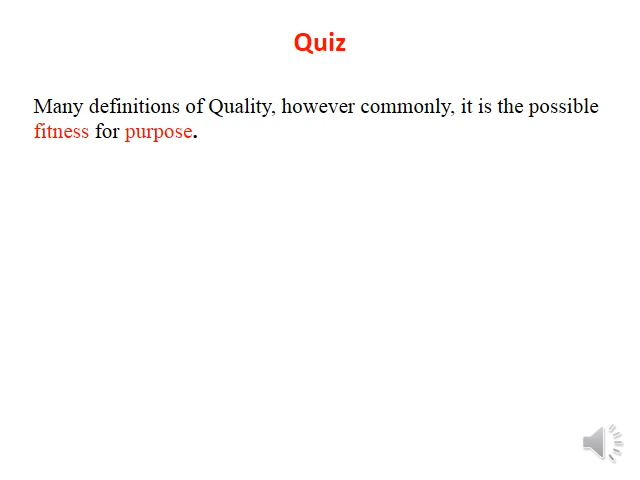 Quiz
Many definitions of Quality, however commonly, it is the possible
fitness for purpose.